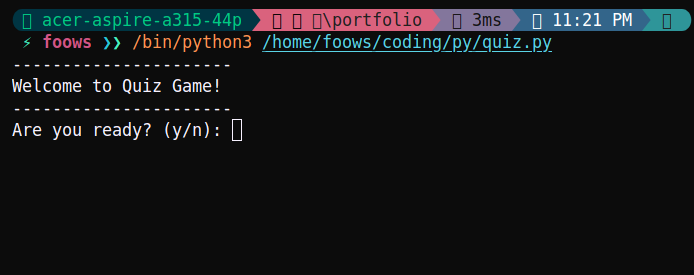 acer-aspire-a315-44p \portfolio 3ms 11:21 PM
⚡ foows ❯❯ /bin/python3 /home/foows/coding/py/quiz.py
----------------------
Welcome to Quiz Game!
----------------------
Are you ready? (y/n):